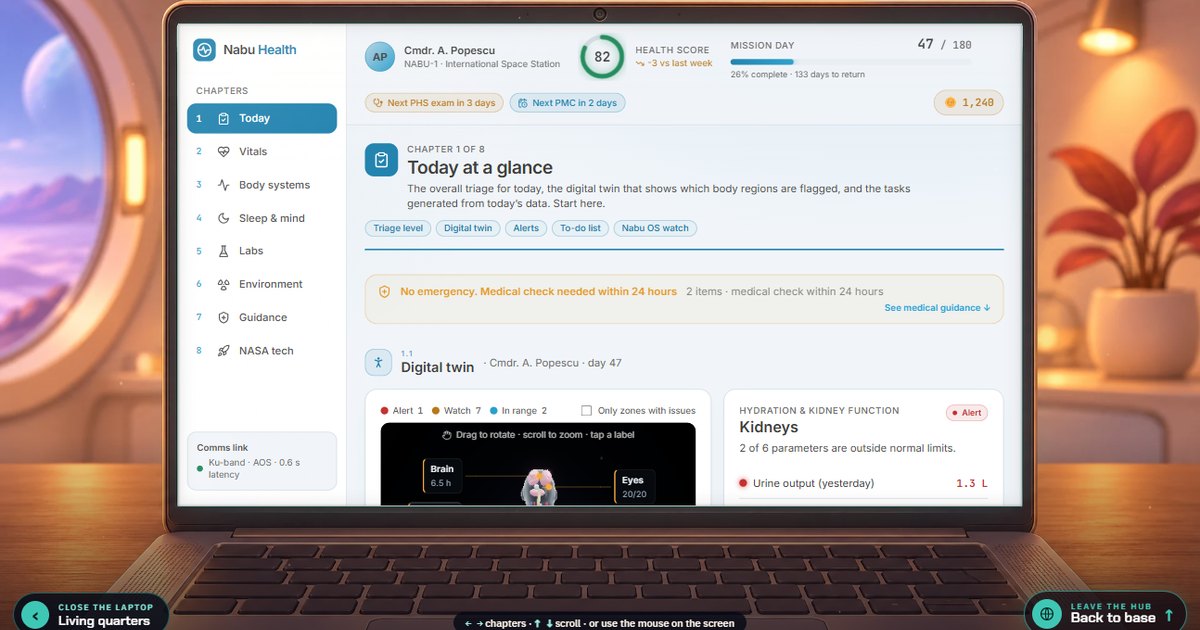 Nabu Health
CHAPTERS
1 Today
2 Vitals
3 Body systems
4 Sleep & mind
5 Labs
6 Environment
7 Guidance
8 NASA tech
Comms link
Ku-band · AOS · 0.6 s
latency
AP
Cmdr. A. Popescu
NABU-1 · International Space Station
82
HEALTH SCORE
-3 vs last week
MISSION DAY
47 / 180
26% complete · 133 days to return
Next PHS exam in 3 days
Next PMC in 2 days
1,240
CHAPTER 1 OF 8
Today at a glance
The overall triage for today, the digital twin that shows which body regions are flagged, and the tasks
generated from today's data. Start here.
Triage level
Digital twin
Alerts
To-do list
Nabu OS watch
No emergency. Medical check needed within 24 hours 2 items · medical check within 24 hours
See medical guidance ↓
1.1
Digital twin · Cmdr. A. Popescu · day 47
Alert 1 Watch 7 In range 2 Only zones with issues
Drag to rotate · scroll to zoom · tap a label
Brain
6.5 h
Eyes
20/20
HYDRATION & KIDNEY FUNCTION
Alert
Kidneys
2 of 6 parameters are outside normal limits.
Urine output (yesterday) 1.3 L
CLOSE THE LAPTOP
Living quarters
← → chapters · ↑ ↓ scroll · or use the mouse on the screen
LEAVE THE HUB
Back to base ↑